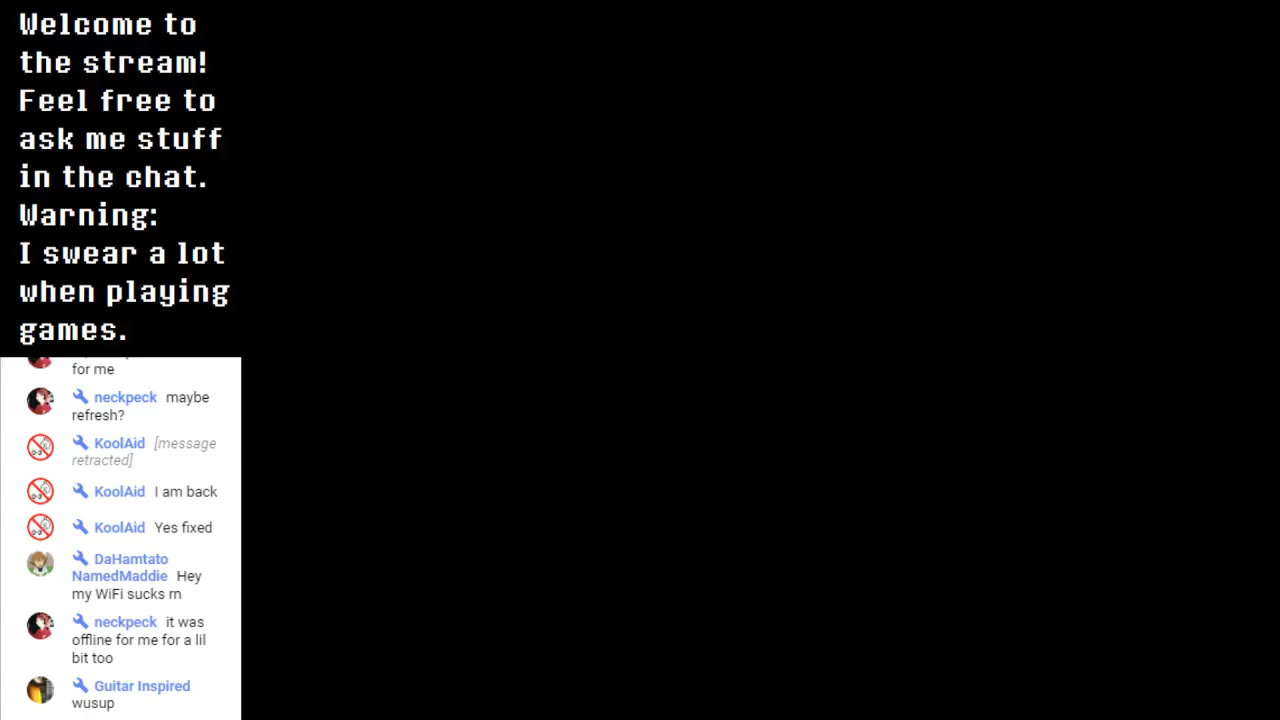 Welcome to
the stream!
Feel free to
ask me stuff
in the chat.
Warning:
I swear a lot
when playing
games.
for me
neckpeck maybe
refresh?
KoolAid [message
retracted]
KoolAid I am back
KoolAid Yes fixed
DaHamtato
NamedMaddie Hey
my WiFi sucks rn
neckpeck it was
offline for me for a lil
bit too
Guitar Inspired
wusup